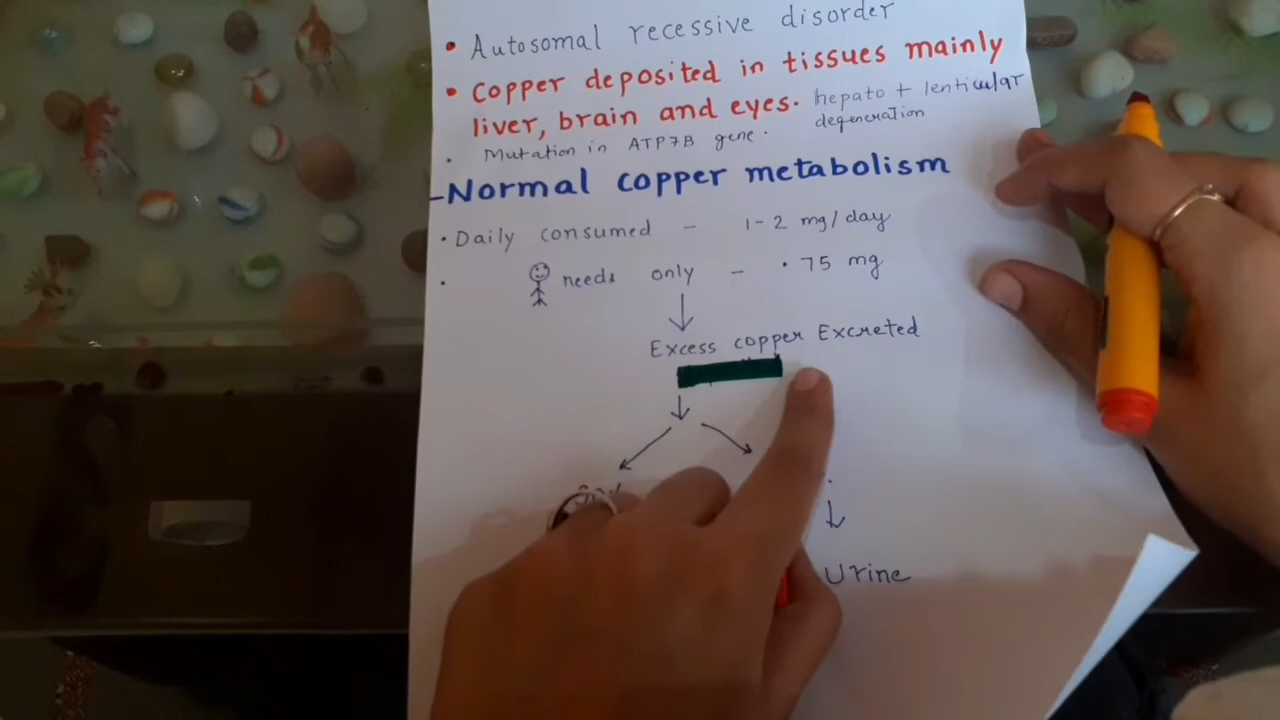 • Autosomal recessive disorder
• Copper deposited in tissues mainly
liver, brain and eyes. hepato + lenticular
degeneration
• Mutation in ATP7B gene.
-Normal copper metabolism
• Daily consumed - 1-2 mg/day
• needs only - .75 mg
Excess copper Excreted
Urine